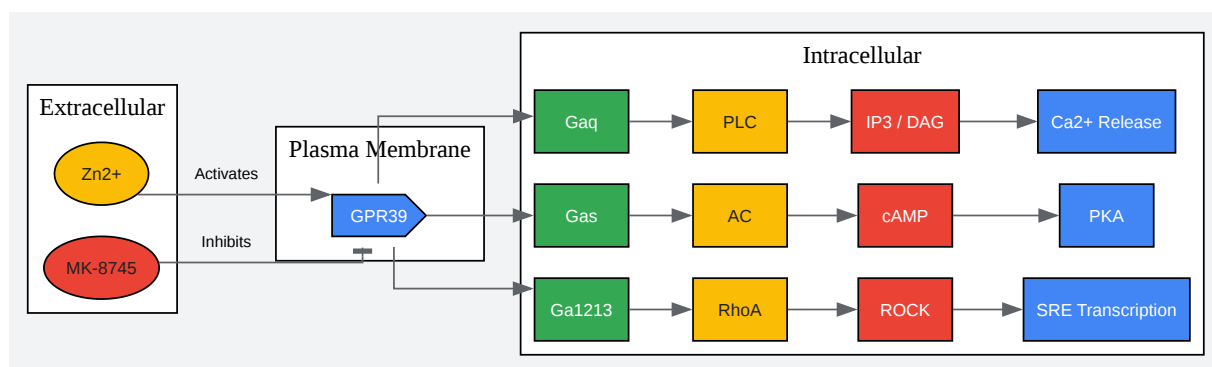 Extracellular
Zn2+
MK-8745
Activates
Inhibits
Plasma Membrane
GPR39
Intracellular
Gaq
PLC
IP3 / DAG
Ca2+ Release
Gas
AC
cAMP
PKA
Ga1213
RhoA
ROCK
SRE Transcription